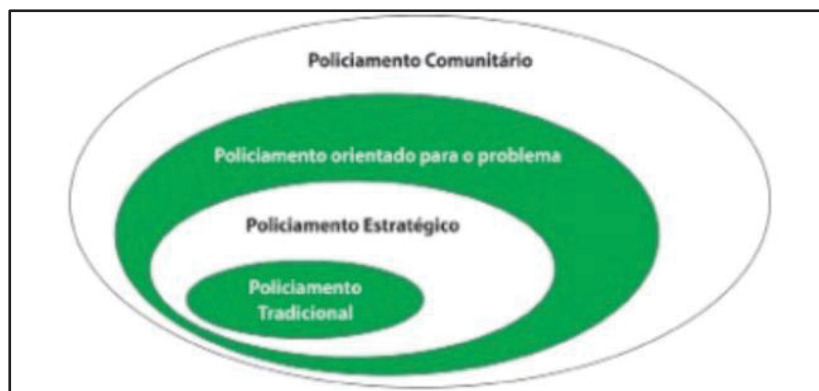 Policiamento Comunitário
Policiamento orientado para o problema
Policiamento Estratégico
Policiamento
Tradicional